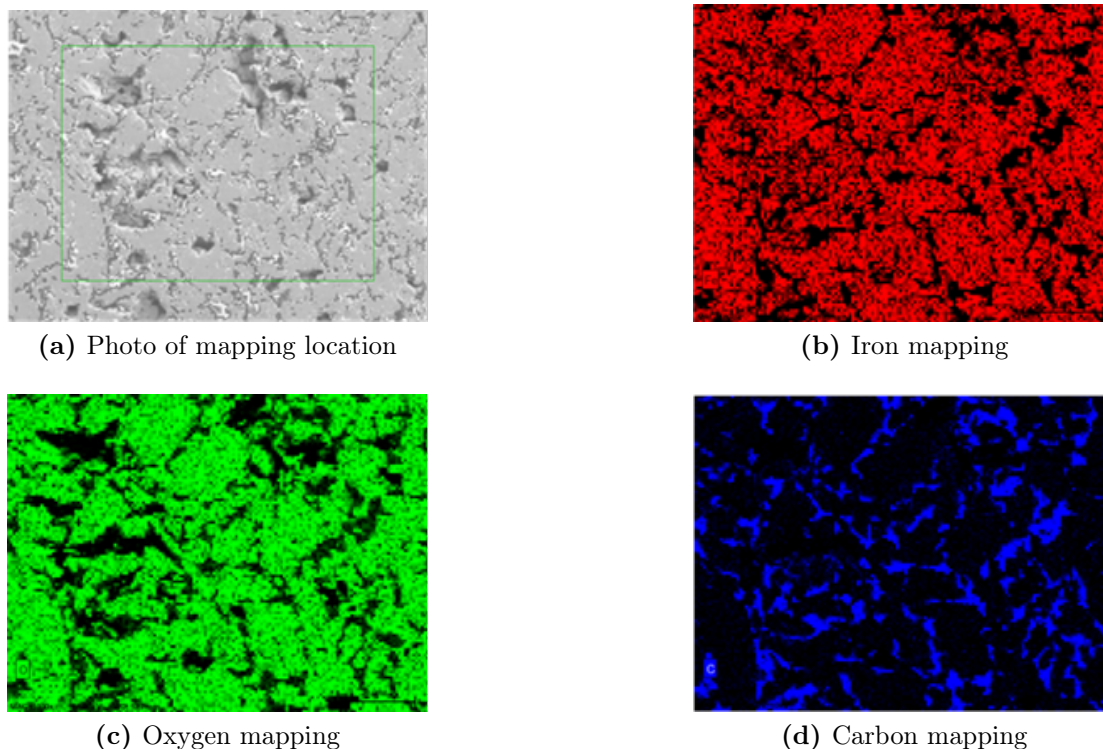 (a) Photo of mapping location
(b) Iron mapping
O
C
(c) Oxygen mapping
(d) Carbon mapping